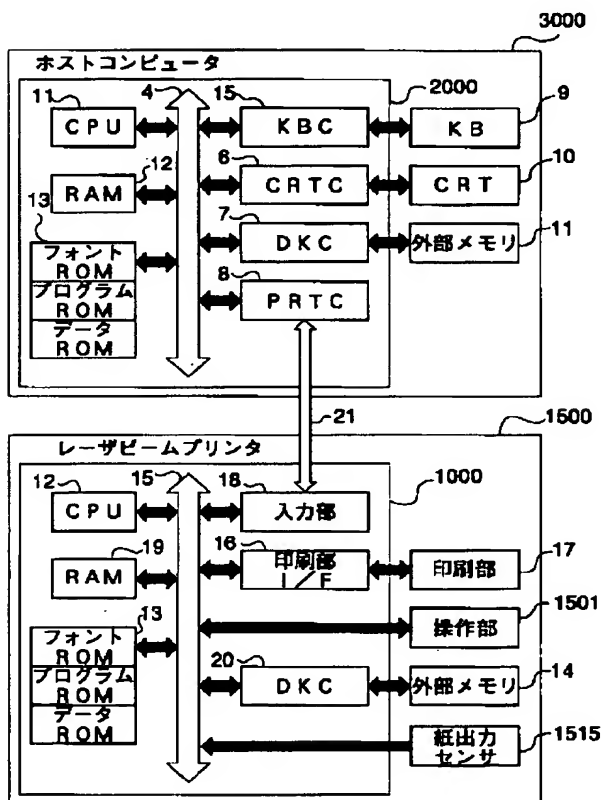 3000
ホストコンピュータ
11
4
15
2000
9
CPU
KBC
KB
12
6
10
RAM
CRTC
CRT
13
7
フォント
ROM
DKC
外部メモリ
11
プログラム
ROM
8
PRTC
データ
ROM
21
1500
レーザビームプリンタ
12
15
18
1000
CPU
入力部
19
16
17
RAM
印刷部
I/F
印刷部
1501
13
操作部
フォント
ROM
20
14
プログラム
ROM
DKC
外部メモリ
データ
ROM
1515
紙出力
センサ